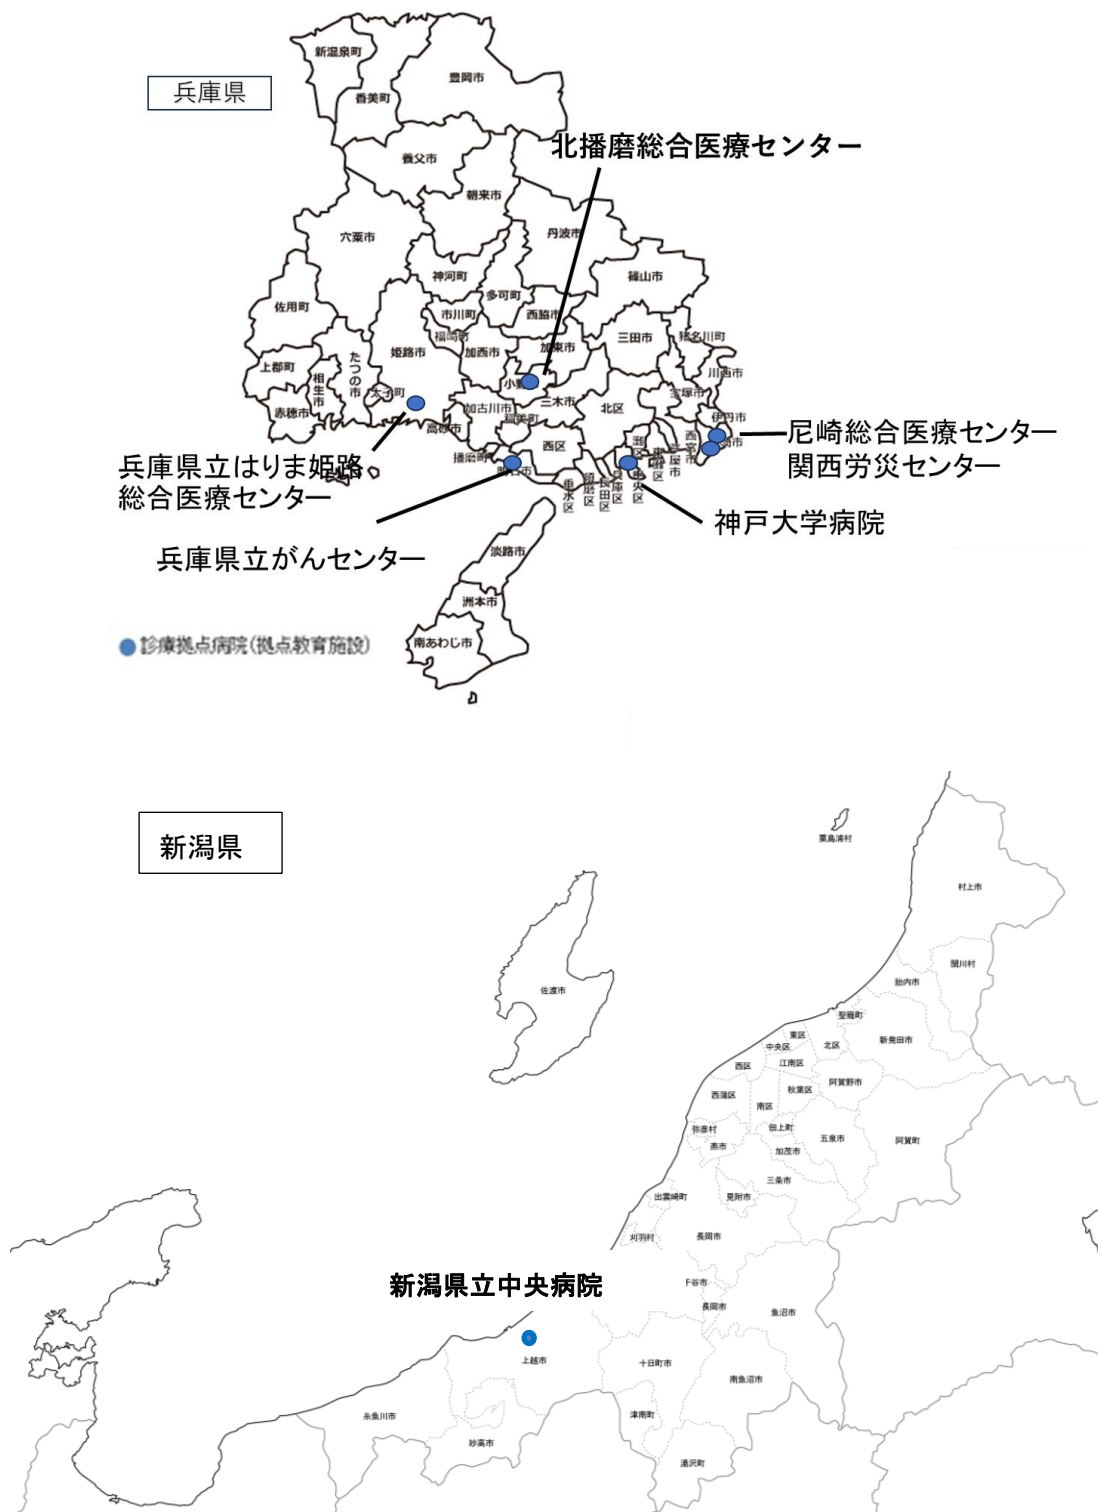 兵庫県
新温泉町
香美町
豊岡市
養父市
北播磨総合医療センター
朝来市
宍粟市
丹波市
神河町
篠山市
多可町
佐用町
市川町
西脇市
福崎町
三田市
猪名川町
姫路市
加西市
加東市
上郡町
たつの市
相生市
太子町
小野
川西市
宝塚市
赤穂市
加古川市
三木市
北区
稲美町
伊丹市
高砂市
西区
灘区
西宮市
芦屋市
尼崎総合医療センター
関西労災センター
播磨町
兵庫県立はりま姫路
総合医療センター
垂水区
須磨区
長田区
兵庫区
中央区
神戸大学病院
兵庫県立がんセンター
淡路市
洲本市
南あわじ市
診療拠点病院(拠点教育施設)
新潟県
粟島浦村
村上市
関川村
胎内市
佐渡市
聖籠町
東区
中央区
北区
新発田市
西区
江南区
西蒲区
南区
秋葉区
阿賀野市
弥彦村
田上町
燕市
加茂市
五泉市
阿賀町
三条市
出雲崎町
見附市
刈羽村
長岡市
新潟県立中央病院
千谷市
長岡市
魚沼市
上越市
十日町市
南魚沼市
糸魚川市
津南町
妙高市
湯沢町